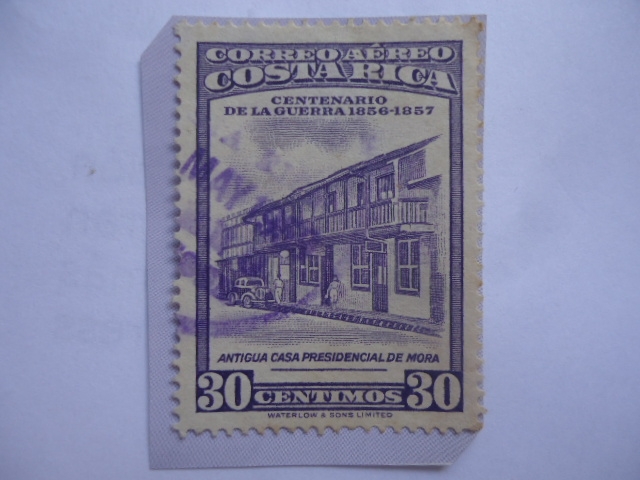 CORREO AÉREO
COSTA RICA
CENTENARIO
DE LA GUERRA 1856-1857
MAY
ANTIGUA CASA PRESIDENCIAL DE MORA
30 CENTIMOS 30
WATERLOW & SONS LIMITED